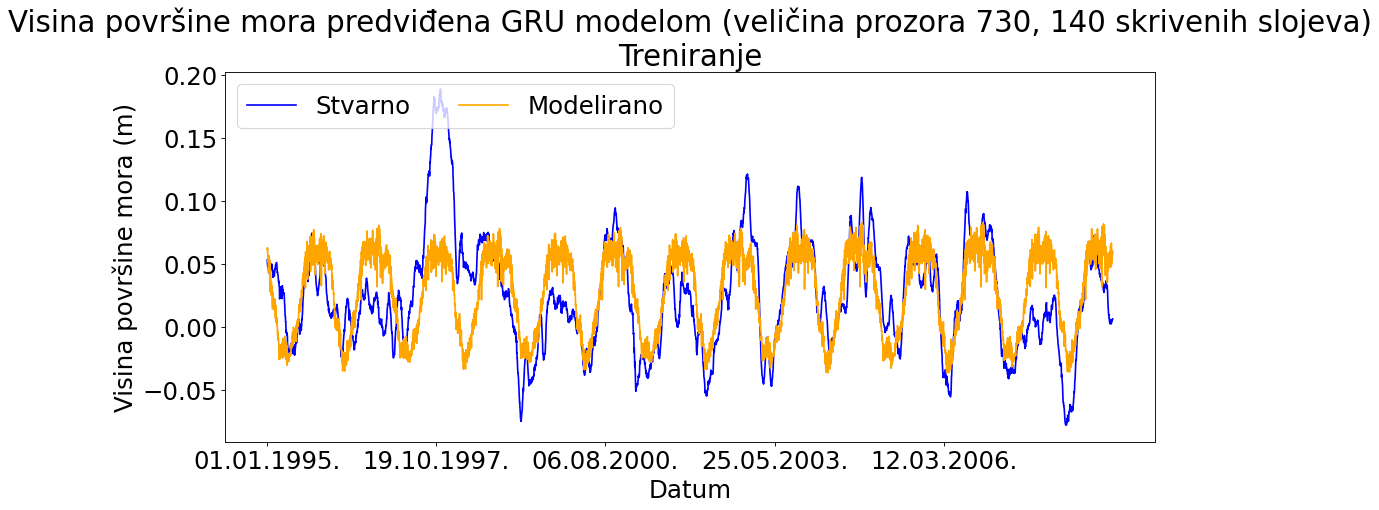 Visina površine mora predviđena GRU modelom (veličina prozora 730, 140 skrivenih slojeva)
Treniranje
Stvarno
Modelirano
Visina površine mora (m)
0.20
0.15
0.10
0.05
0.00
−0.05
01.01.1995.
19.10.1997.
06.08.2000.
25.05.2003.
12.03.2006.
Datum